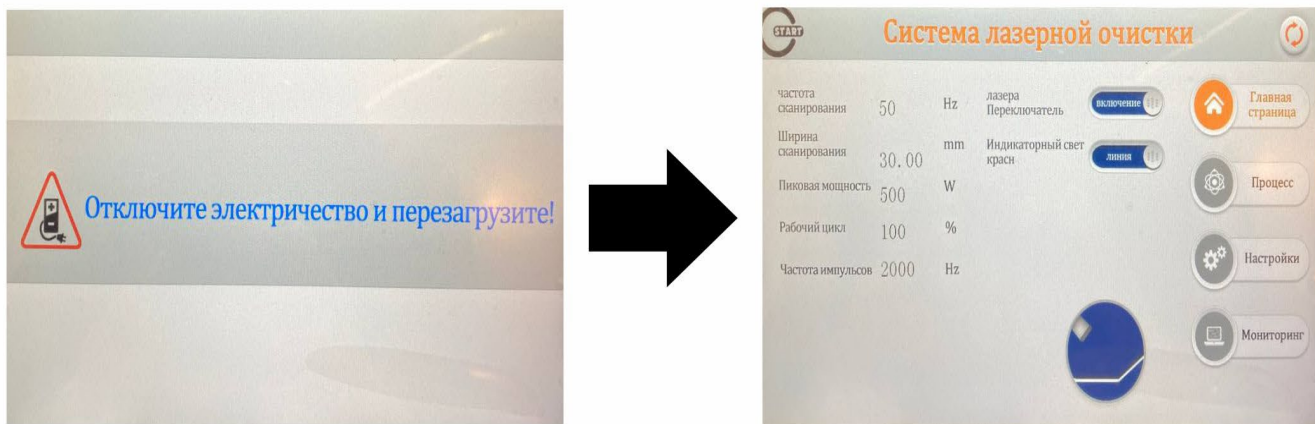 Отключите электричество и перезагрузите!
START
Система лазерной очистки
частота
сканирования
50
Hz
лазера
Переключатель
включение
Главная
страница
Ширина
сканирования
30.00
mm
Индикаторный свет
красн
линия
Пиковая мощность
500
W
Процесс
Рабочий цикл
100
%
Настройки
Частота импульсов
2000
Hz
Мониторинг